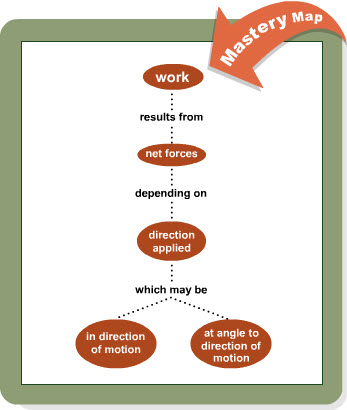 Mastery Map
work
results from
net forces
depending on
direction
applied
which may be
in direction
of motion
at angle to
direction of
motion